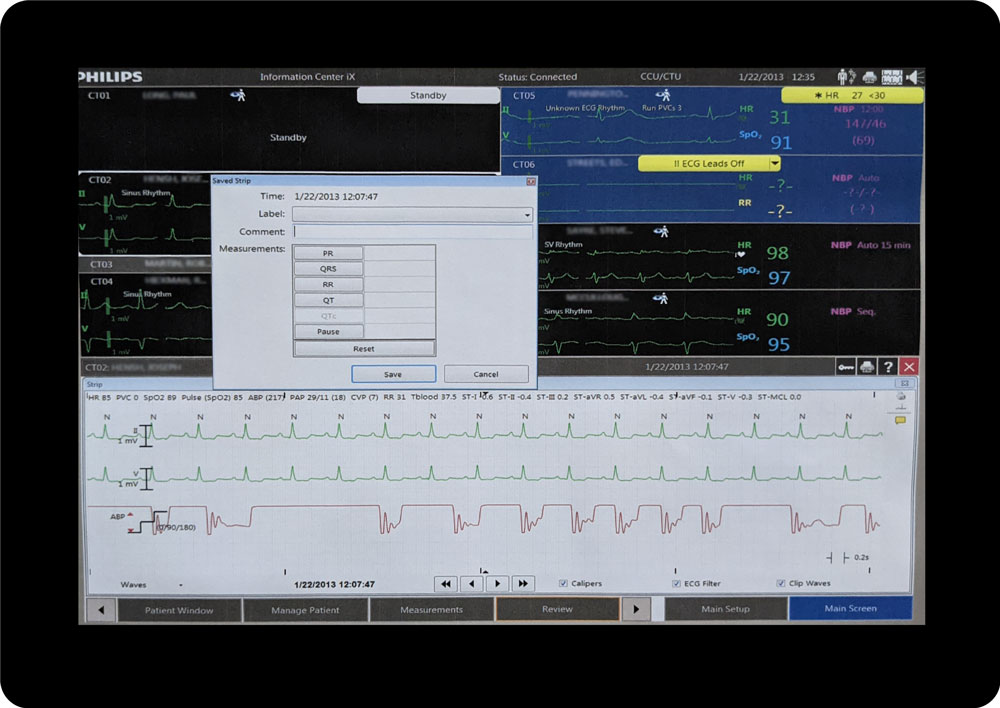 PHILIPS Information Center iX Status: Connected CCU/CTU 1/22/2013 12:35
CT01 Standby
Standby
CT02
II Sinus Rhythm
1 mV
V
CT03
CT04
II Sinus Rhythm
1 mV
V
CT05 * HR 27 <30
II Unknown ECG Rhythm Run PVCs 3 HR 31 NBP 12:00
147/46
(69)
V SpO₂ 91
CT06 II ECG Leads Off
HR -?- NBP Auto
-?-/-?-
(-?)
RR -?-
SV Rhythm HR 98 NBP Auto 15 min
mV
SpO₂ 97
mV
Sinus Rhythm HR 90 NBP Seq.
mV
SpO₂ 95
mV
Saved Strip
Time: 1/22/2013 12:07:47
Label:
Comment:
Measurements:
PR
QRS
RR
QT
QTc
Pause
Reset
Save Cancel
CT02: 1/22/2013 12:07:47 ?
Strip
HR 85 PVC 0 SpO2 89 Pulse (SpO2) 85 ABP (217) PAP 29/11 (18) CVP (7) RR 31 Tblood 37.5 ST-I 0.6 ST-II -0.4 ST-III 0.2 ST-aVR 0.5 ST-aVL -0.4 ST-aVF -0.1 ST-V -0.3 ST-MCL 0.0
N N N N N N N N N N N N N N N N N
II
1 mV
V
1 mV
ABP (0/90/180)
0.2s
Waves - 1/22/2013 12:07:47 Calipers ECG Filter Clip Waves
Patient Window Manage Patient Measurements Review Main Setup Main Screen